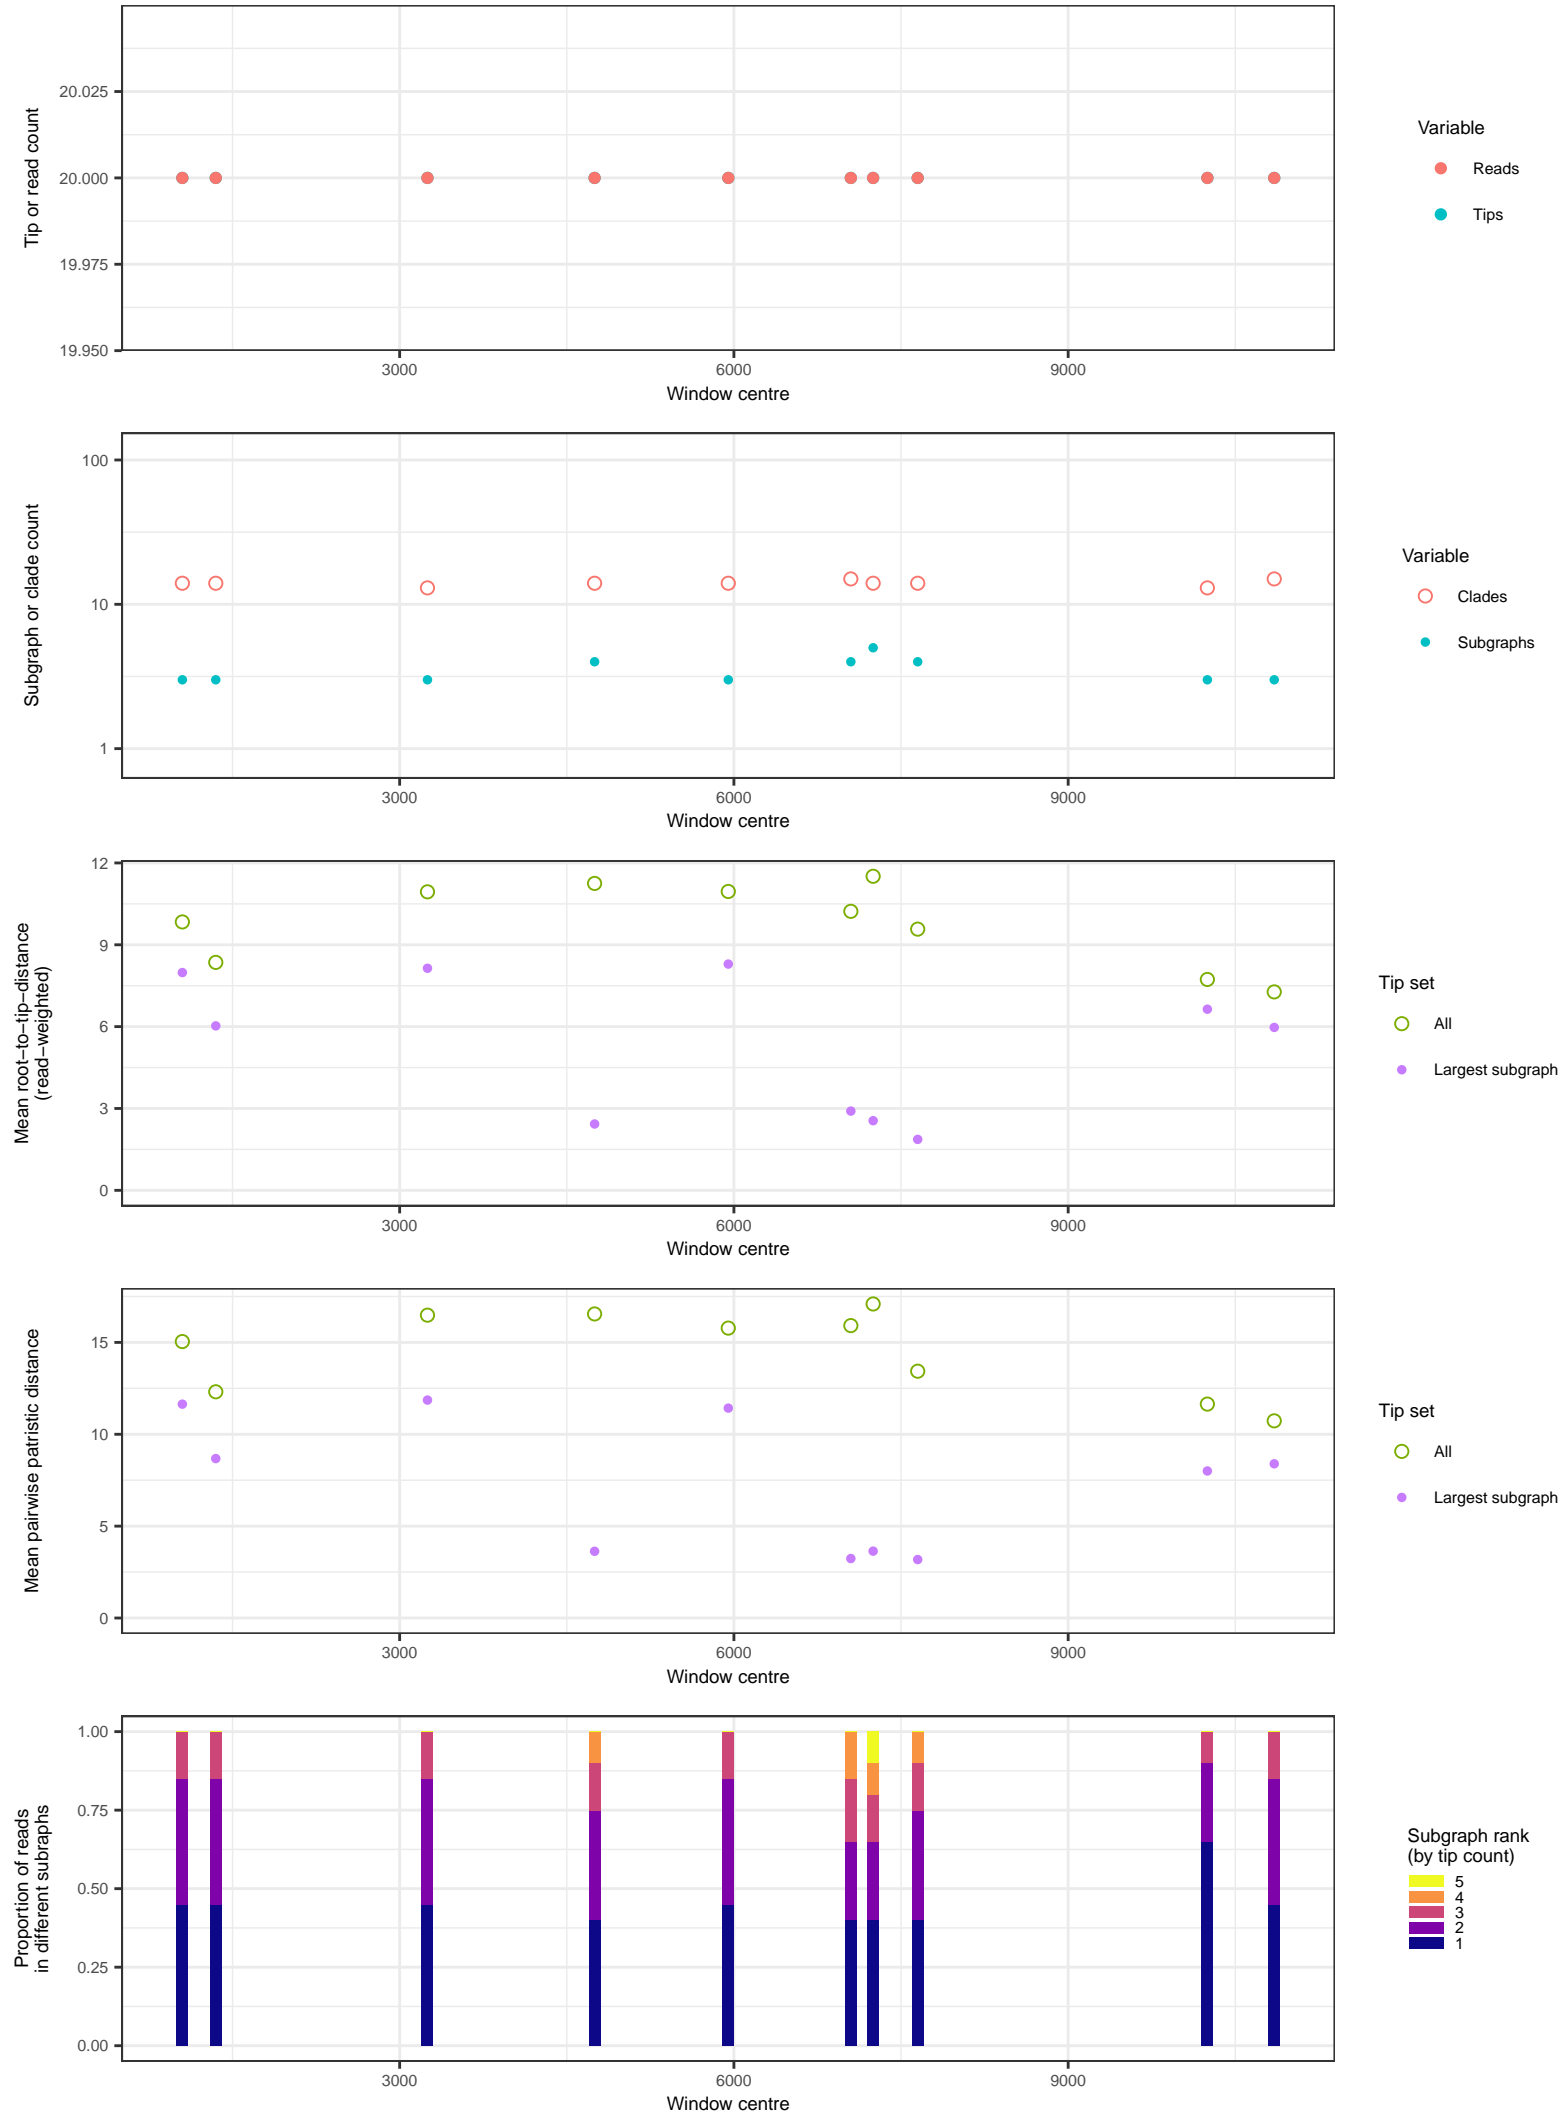 Tip or read count
20.025
20.000
19.975
19.950
3000
6000
9000
Window centre
Variable
Reads
Tips
Subgraph or clade count
100
10
1
3000
6000
9000
Window centre
Variable
Clades
Subgraphs
Mean root−to−tip−distance
(read−weighted)
12
9
6
3
0
3000
6000
9000
Window centre
Tip set
All
Largest subgraph
Mean pairwise patristic distance
15
10
5
0
3000
6000
9000
Window centre
Tip set
All
Largest subgraph
Proportion of reads
in different subraphs
1.00
0.75
0.50
0.25
0.00
3000
6000
9000
Window centre
Subgraph rank
(by tip count)
5
4
3
2
1